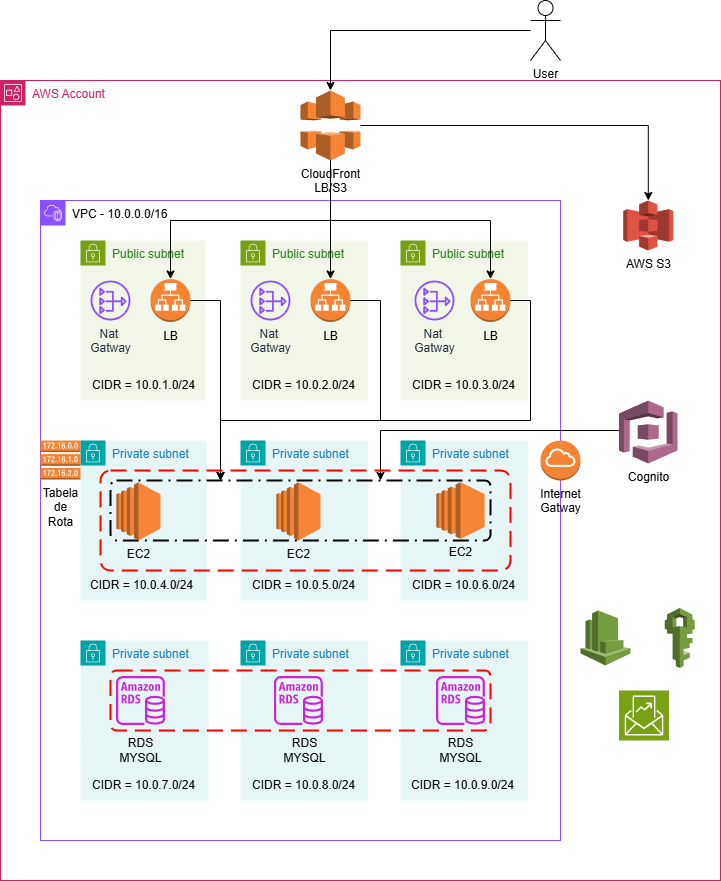 User
AWS Account
CloudFront
LB/S3
VPC - 10.0.0.0/16
AWS S3
Public subnet
Public subnet
Public subnet
Nat
Gatway
LB
Nat
Gatway
LB
Nat
Gatway
LB
CIDR = 10.0.1.0/24
CIDR = 10.0.2.0/24
CIDR = 10.0.3.0/24
172.16.0.0
172.16.1.0
172.16.2.0
Tabela
de
Rota
Private subnet
Private subnet
Private subnet
Cognito
Internet
Gatway
EC2
EC2
EC2
CIDR = 10.0.4.0/24
CIDR = 10.0.5.0/24
CIDR = 10.0.6.0/24
Private subnet
Private subnet
Private subnet
Amazon
RDS
Amazon
RDS
Amazon
RDS
RDS
MYSQL
RDS
MYSQL
RDS
MYSQL
CIDR = 10.0.7.0/24
CIDR = 10.0.8.0/24
CIDR = 10.0.9.0/24